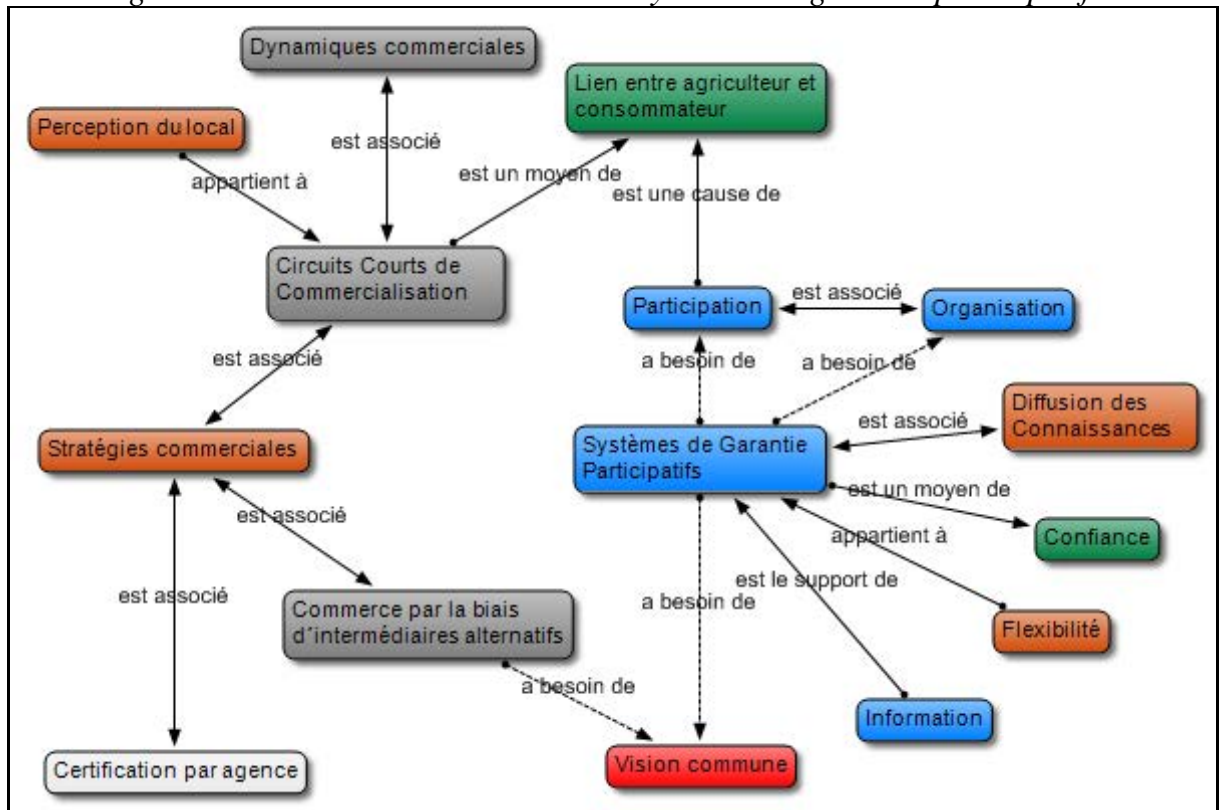 Dynamiques commerciales
Lien entre agriculteur et
consommateur
Perception du local
est associé
appartient à
est un moyen de
est une cause de
Circuits Courts de
Commercialisation
Participation
est associé
Organisation
est associé
a besoin de
a besoin de
Diffusion des
Connaissances
est associé
Stratégies commerciales
Systèmes de Garantie
Participatifs
est un moyen de
est associé
appartient à
Confiance
est le support de
est associé
a besoin de
Commerce par la biais
d´intermédiaires alternatifs
Flexibilité
a besoin de
Information
Certification par agence
Vision commune